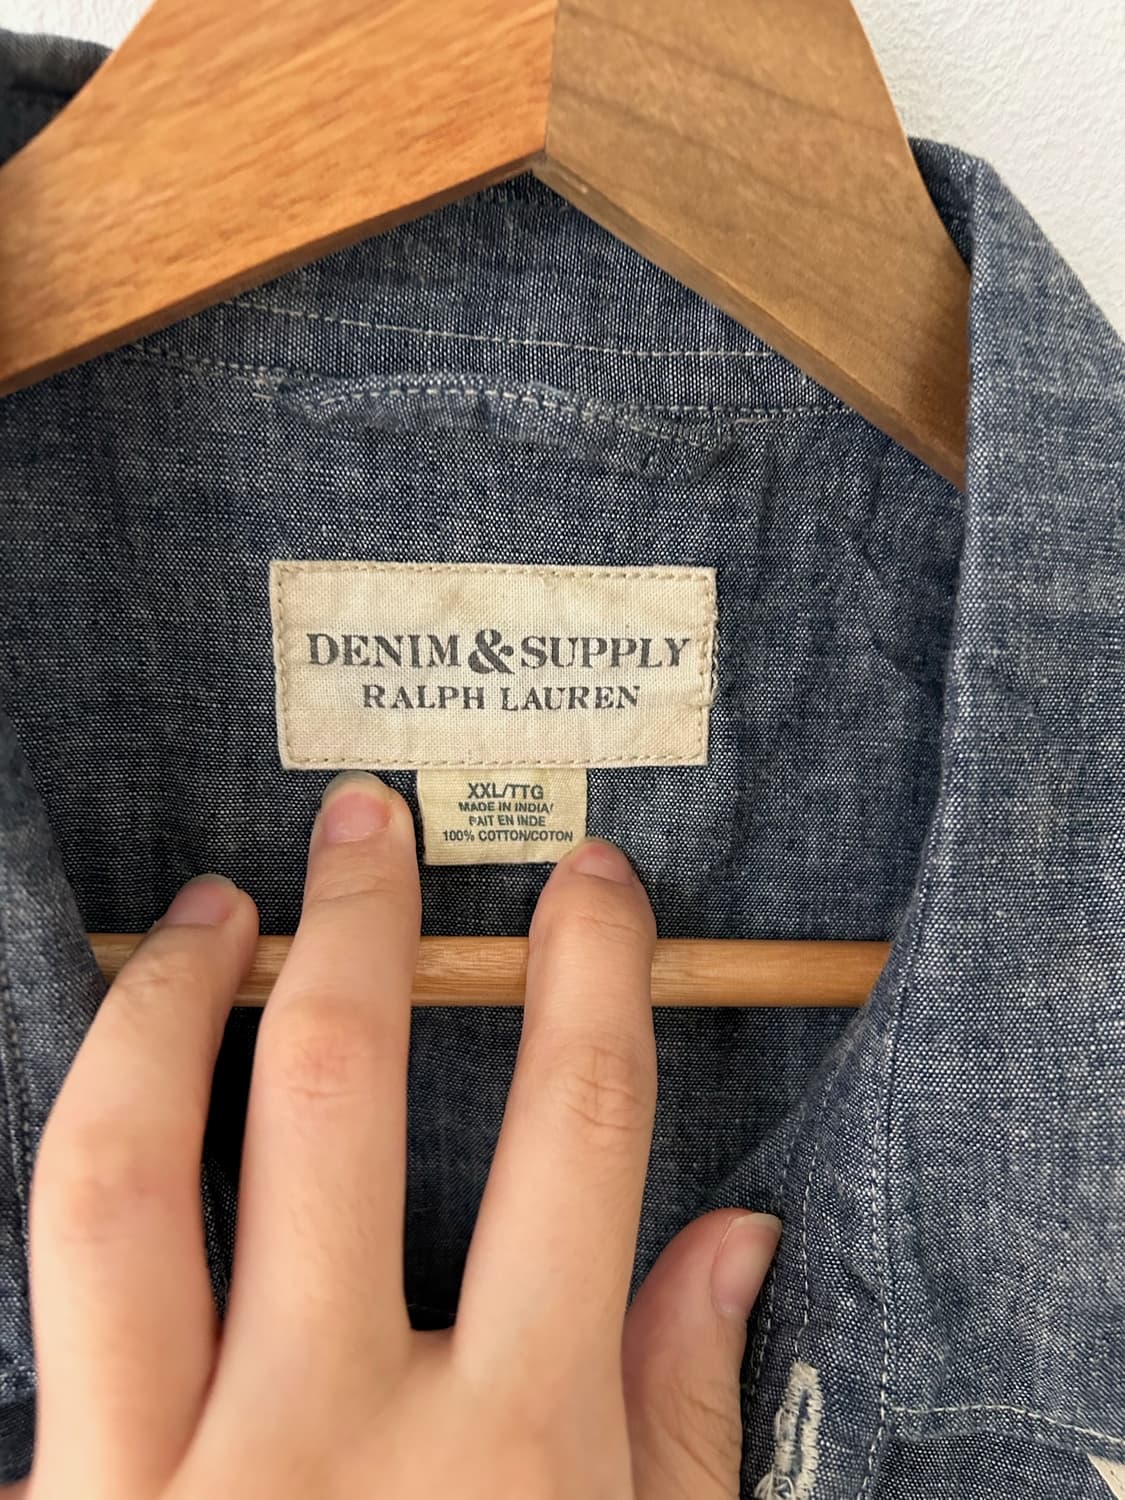 DENIM & SUPPLY
RALPH LAUREN
XXL/TTG
MADE IN INDIA/
FAIT EN INDE
100% COTTON/COTON